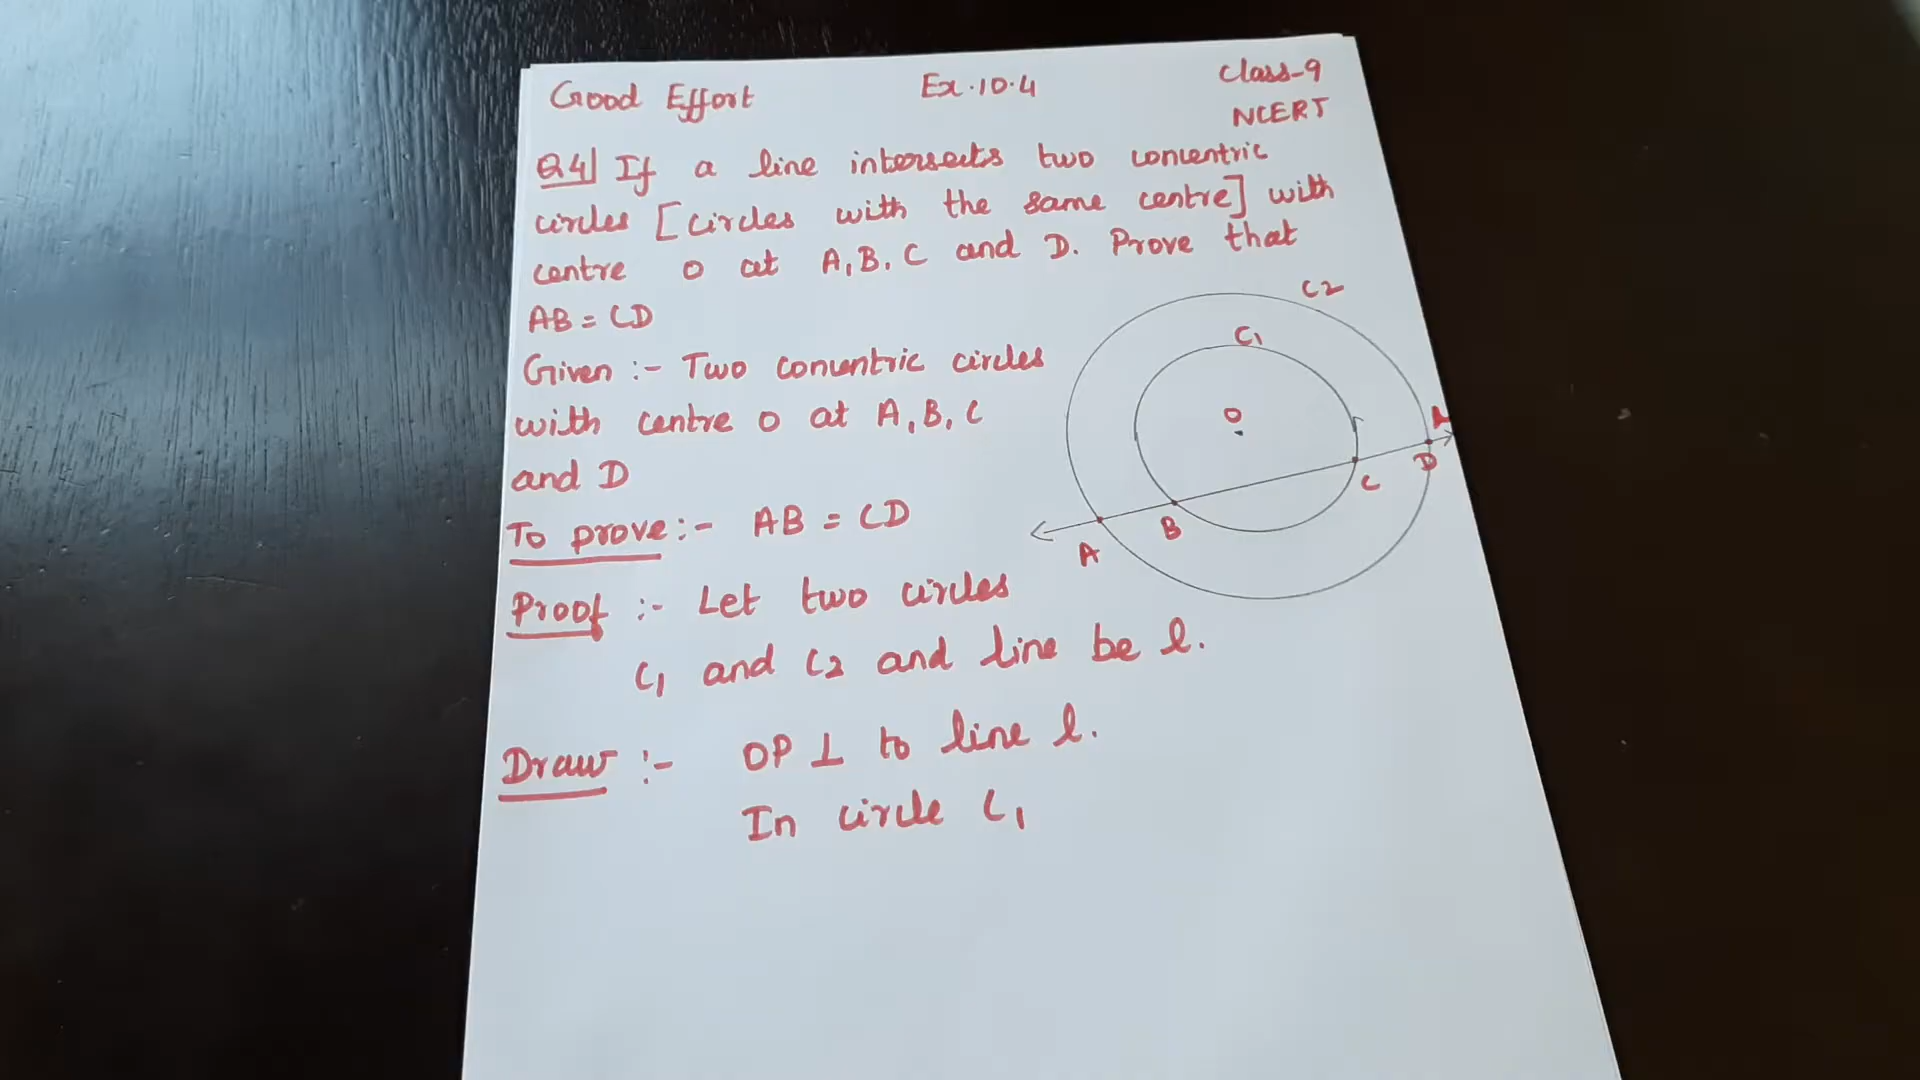 Good Effort Ex.10.4 Class-9
NCERT
Q4| If a line intersects two concentric
circles [circles with the same centre] with
centre O at A, B, C and D. Prove that
AB = CD
Given :- Two concentric circles
with centre O at A, B, C
and D
To prove :- AB = CD
Proof :- Let two circles
C1 and C2 and line be l.
Draw :- OP ⊥ to line l.
In circle C1
C2
C1
O
l
D
C
B
A